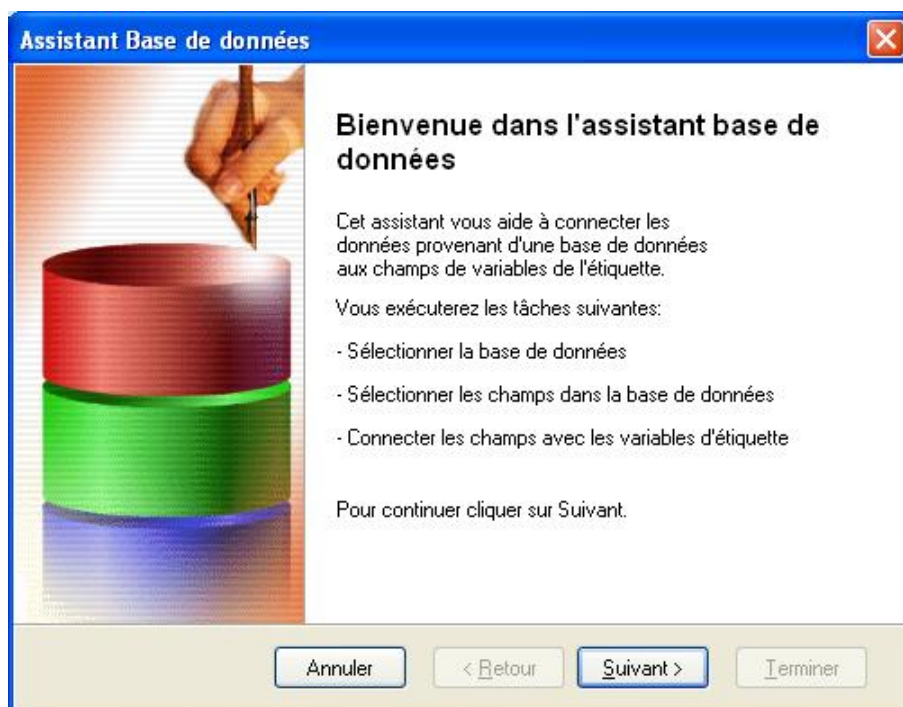 Assistant Base de données
Bienvenue dans l'assistant base de
données
Cet assistant vous aide à connecter les
données provenant d'une base de données
aux champs de variables de l'étiquette.
Vous exécuterez les tâches suivantes:
- Sélectionner la base de données
- Sélectionner les champs dans la base de données
- Connecter les champs avec les variables d'étiquette
Pour continuer cliquer sur Suivant.
Annuler
< Retour
Suivant >
Terminer